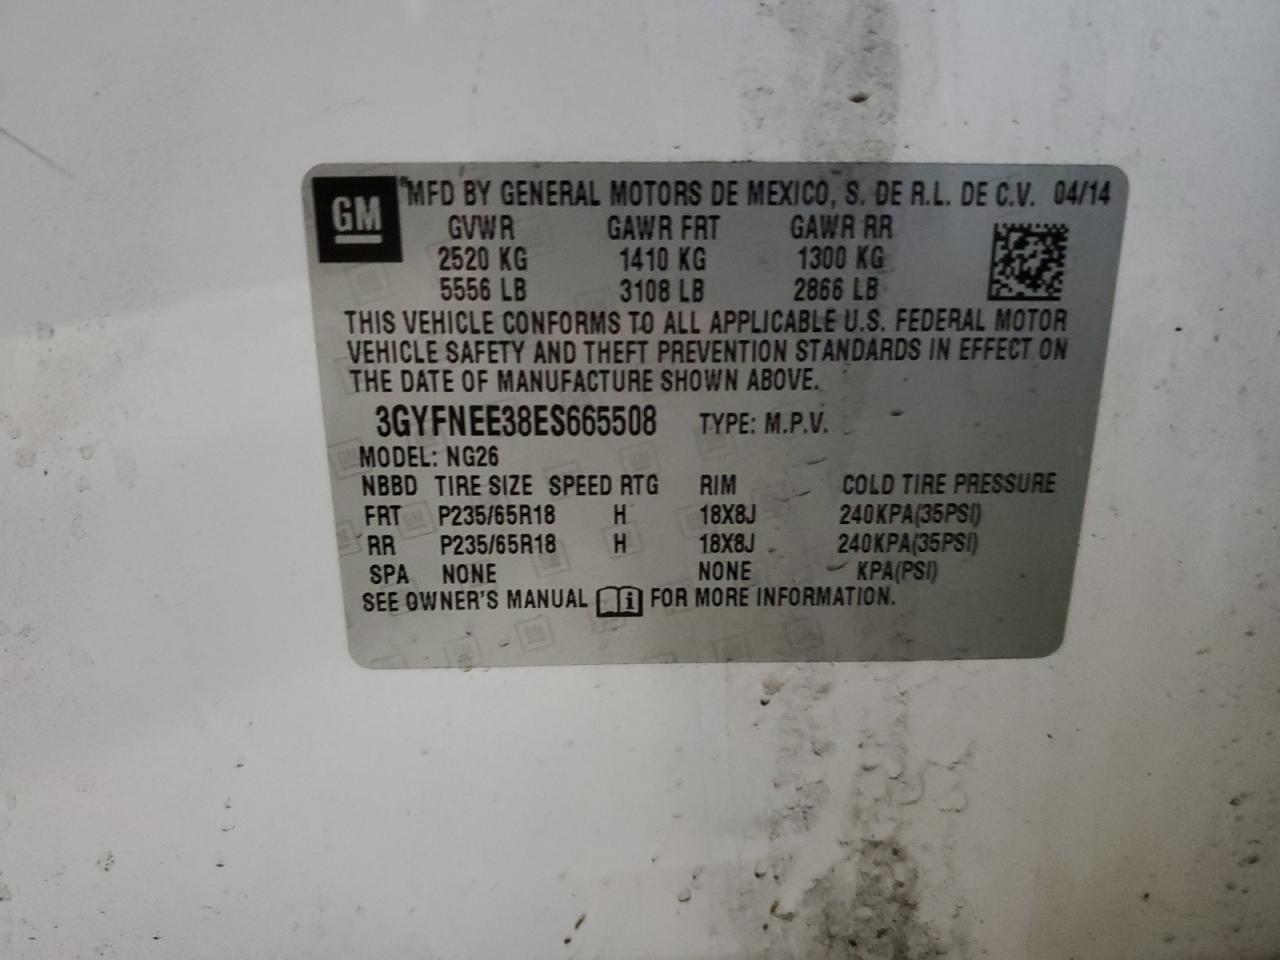 GM MFD BY GENERAL MOTORS DE MEXICO, S. DE R.L. DE C.V. 04/14
GVWR GAWR FRT GAWR RR
2520 KG 1410 KG 1300 KG
5556 LB 3108 LB 2866 LB
THIS VEHICLE CONFORMS TO ALL APPLICABLE U.S. FEDERAL MOTOR
VEHICLE SAFETY AND THEFT PREVENTION STANDARDS IN EFFECT ON
THE DATE OF MANUFACTURE SHOWN ABOVE.
3GYFNEE38ES665508 TYPE: M.P.V.
MODEL: NG26
NBBD TIRE SIZE SPEED RTG RIM COLD TIRE PRESSURE
FRT P235/65R18 H 18X8J 240KPA(35PSI)
RR P235/65R18 H 18X8J 240KPA(35PSI)
SPA NONE NONE KPA(PSI)
SEE OWNER'S MANUAL FOR MORE INFORMATION.